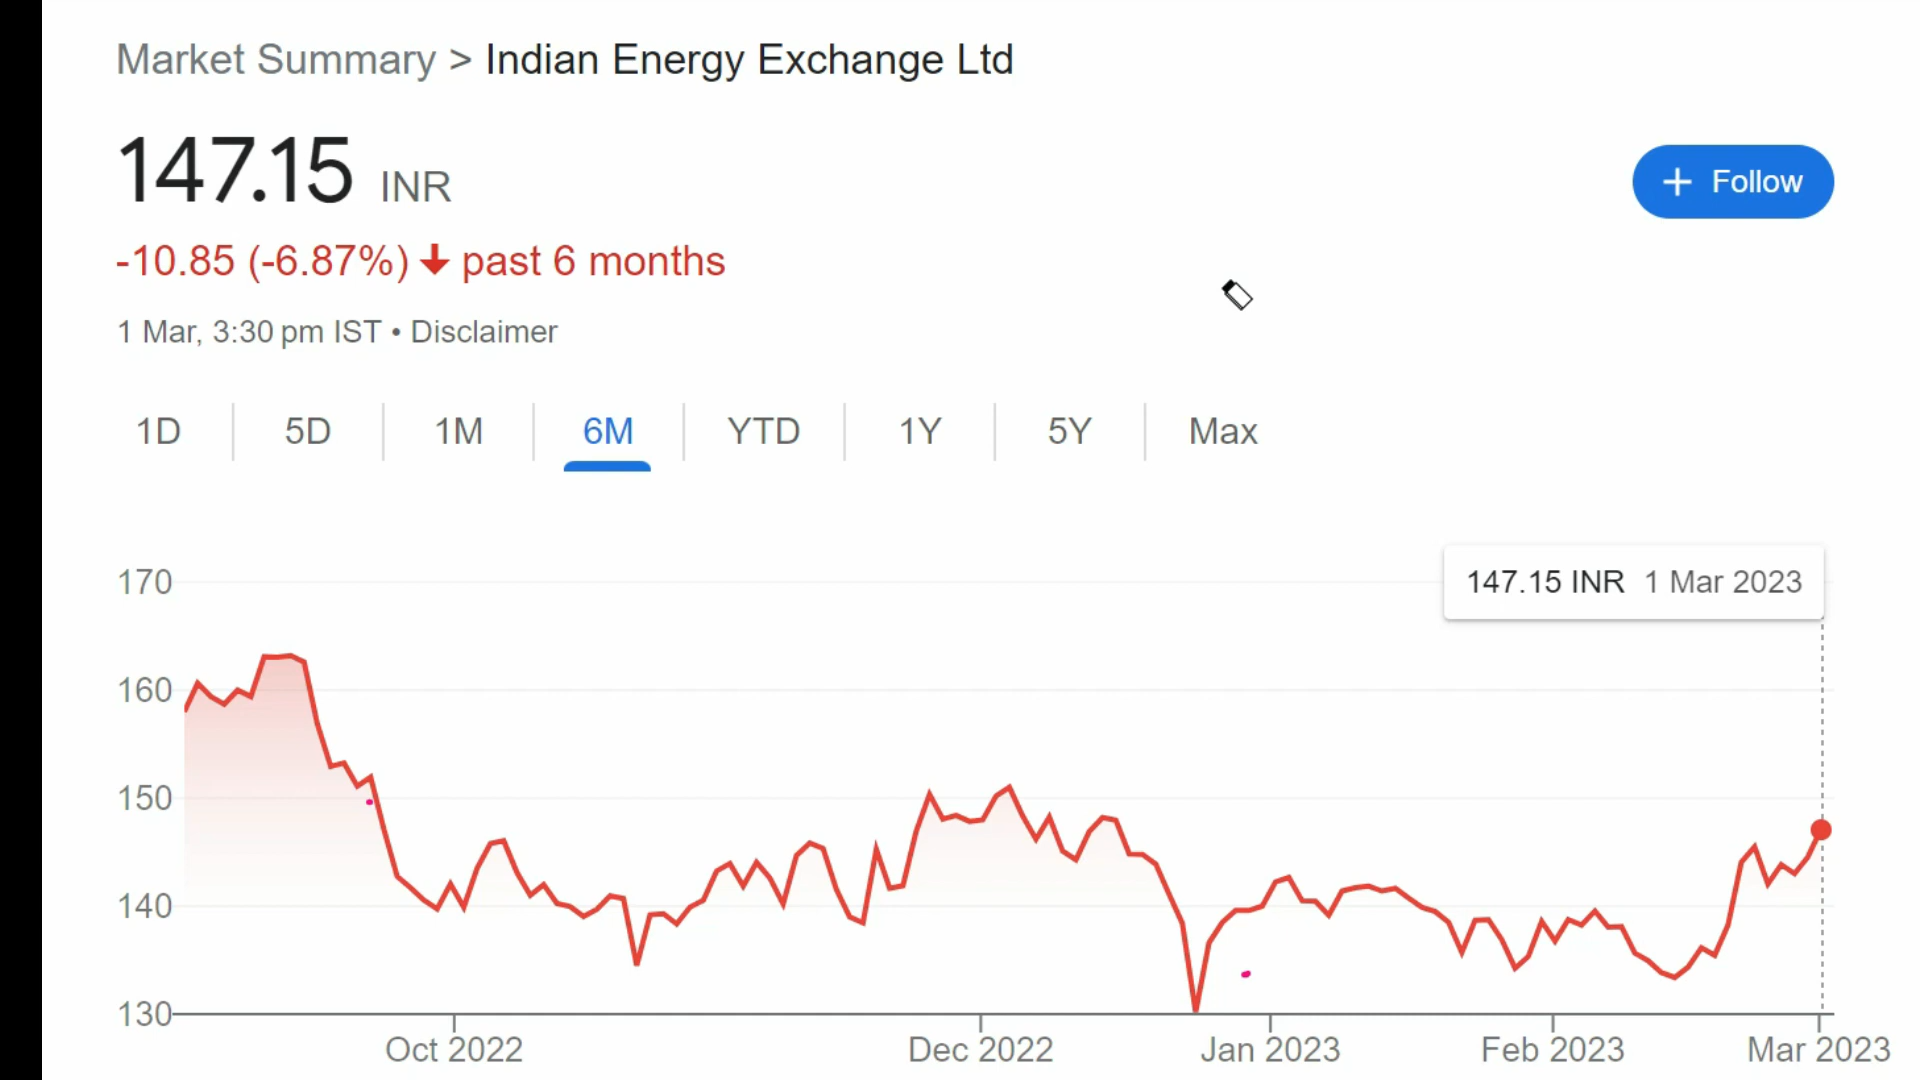 Market Summary > Indian Energy Exchange Ltd
147.15 INR
+ Follow
-10.85 (-6.87%) ↓ past 6 months
1 Mar, 3:30 pm IST • Disclaimer
1D 5D 1M 6M YTD 1Y 5Y Max
147.15 INR 1 Mar 2023
170
160
150
140
130
Oct 2022 Dec 2022 Jan 2023 Feb 2023 Mar 2023